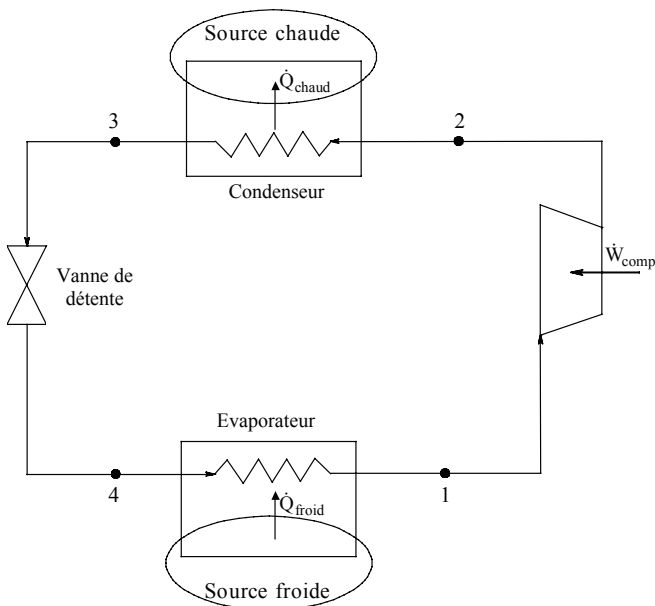 Source chaude
Q̇chaud
3
2
Condenseur
Vanne de
détente
Ẇcomp
Evaporateur
4
1
Q̇froid
Source froide